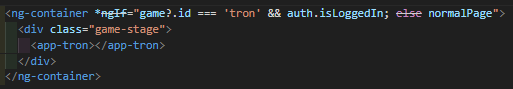 <ng-container *ngIf="game?.id === 'tron' && auth.isLoggedIn; else normalPage">
<div class="game-stage">
<app-tron></app-tron>
</div>
</ng-container>